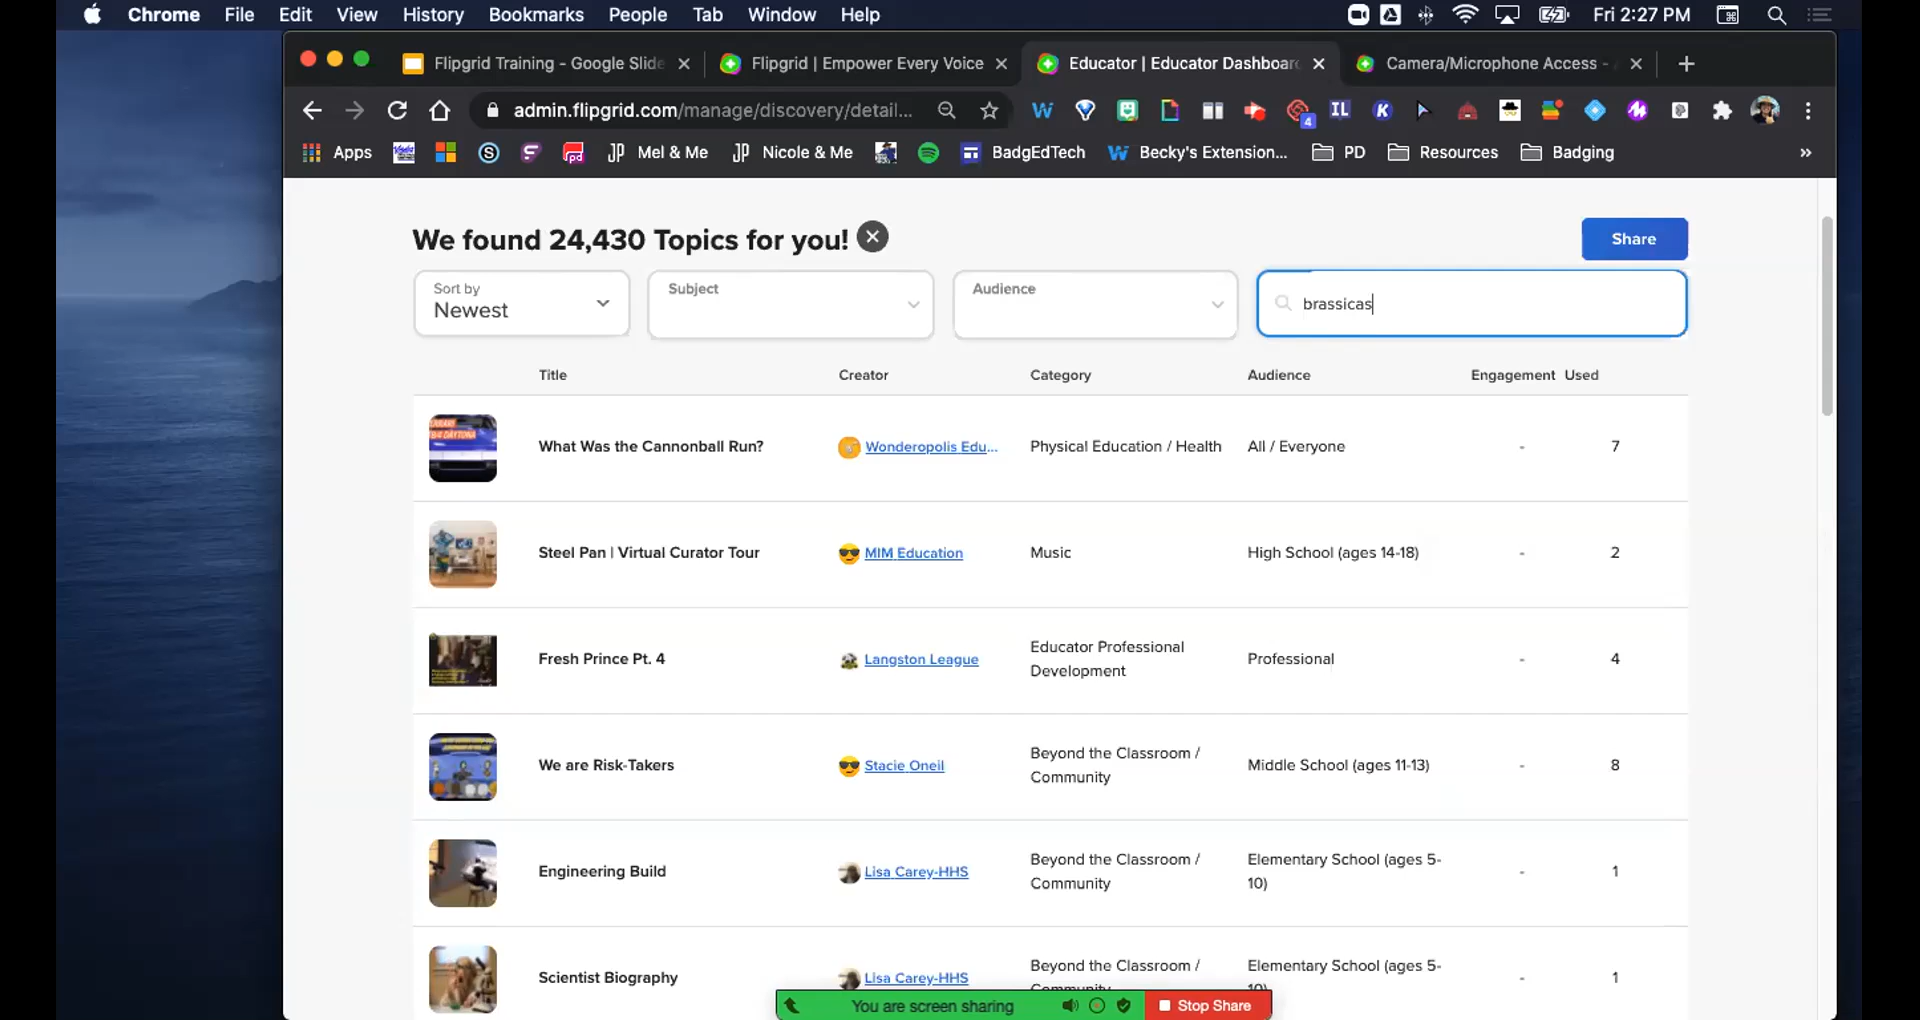 Chrome File Edit View History Bookmarks People Tab Window Help Fri 2:27 PM
Flipgrid Training - Google Slide Flipgrid | Empower Every Voice Educator | Educator Dashboar Camera/Microphone Access -
admin.flipgrid.com/manage/discovery/detail... W 4 IL K
Apps S pd JP Mel & Me JP Nicole & Me BadgEdTech W Becky's Extension... PD Resources Badging »
We found 24,430 Topics for you!
Share
Sort by
Newest
Subject
Audience
brassicas
Title Creator Category Audience Engagement Used
What Was the Cannonball Run? Wonderopolis Edu... Physical Education / Health All / Everyone - 7
Steel Pan | Virtual Curator Tour MIM Education Music High School (ages 14-18) - 2
Fresh Prince Pt. 4 Langston League Educator Professional
Development Professional - 4
We are Risk-Takers Stacie Oneil Beyond the Classroom /
Community Middle School (ages 11-13) - 8
Engineering Build Lisa Carey-HHS Beyond the Classroom /
Community Elementary School (ages 5-
10) - 1
Scientist Biography Lisa Carey-HHS Beyond the Classroom /
Community Elementary School (ages 5-
10) - 1
You are screen sharing Stop Share